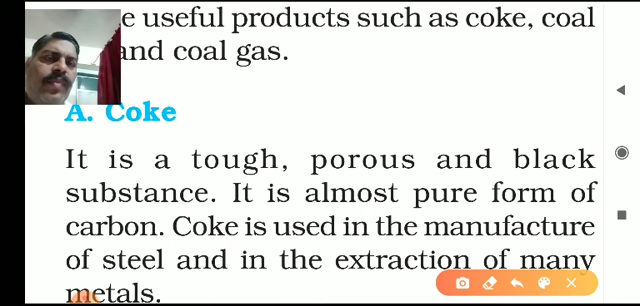 e useful products such as coke, coal
and coal gas.
A. Coke
It is a tough, porous and black
substance. It is almost pure form of
carbon. Coke is used in the manufacture
of steel and in the extraction of many
metals.